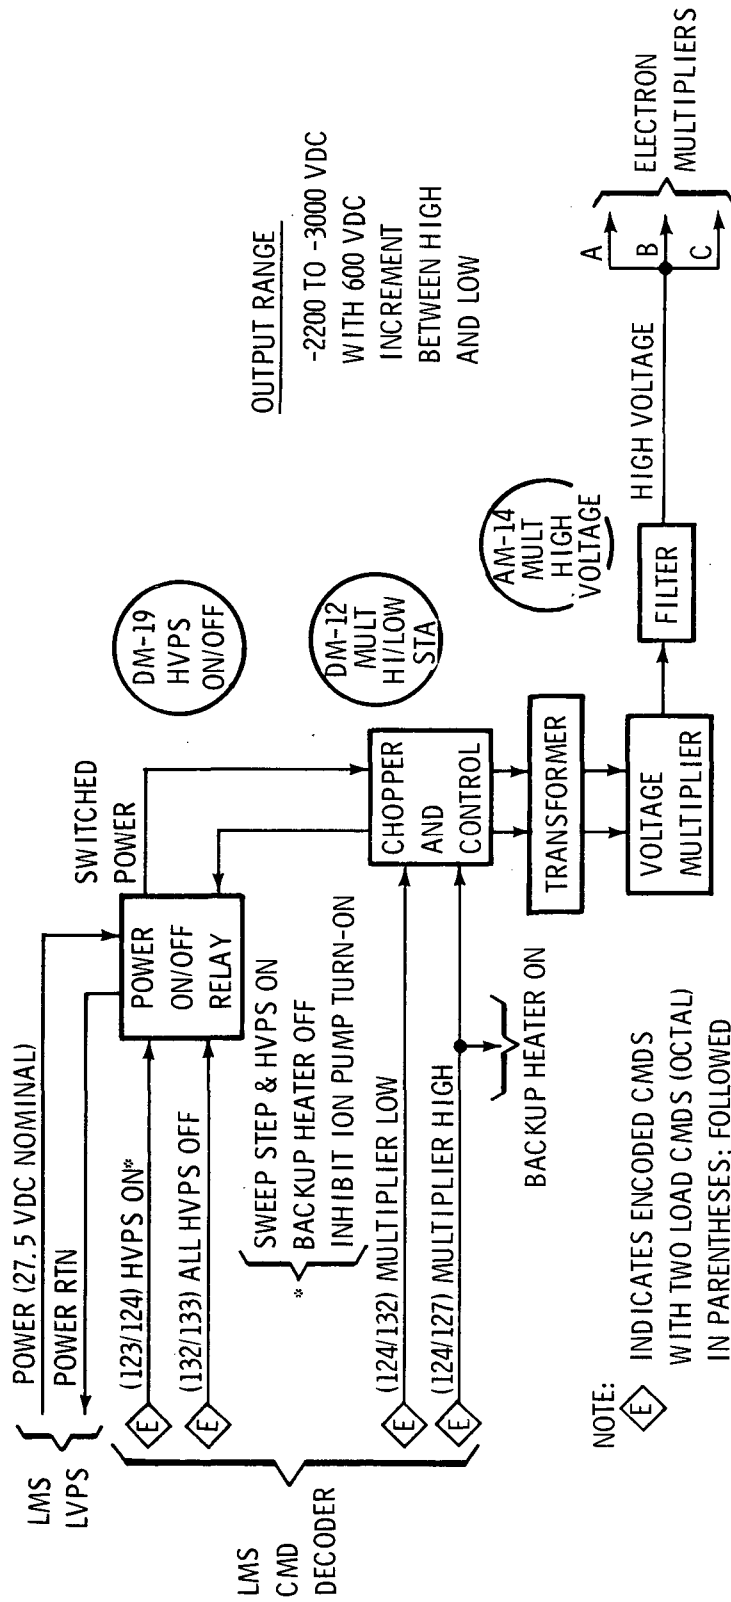 LMS
LVPS
POWER (27.5 VDC NOMINAL)
POWER RTN
LMS
CMD
DECODER
E
(123/124) HVPS ON*
E
(132/133) ALL HVPS OFF
*
SWEEP STEP & HVPS ON
BACKUP HEATER OFF
INHIBIT ION PUMP TURN-ON
E
(124/132) MULTIPLIER LOW
E
(124/127) MULTIPLIER HIGH
BACKUP HEATER ON
POWER
ON/OFF
RELAY
SWITCHED
POWER
DM-19
HVPS
ON/OFF
CHOPPER
AND
CONTROL
DM-12
MULT
HI/LOW
STA
TRANSFORMER
VOLTAGE
MULTIPLIER
FILTER
AM-14
MULT
HIGH
VOLTAGE
HIGH VOLTAGE
A
B
C
ELECTRON
MULTIPLIERS
OUTPUT RANGE
-2200 TO -3000 VDC
WITH 600 VDC
INCREMENT
BETWEEN HIGH
AND LOW
NOTE:
E
INDICATES ENCODED CMDS
WITH TWO LOAD CMDS (OCTAL)
IN PARENTHESES; FOLLOWED